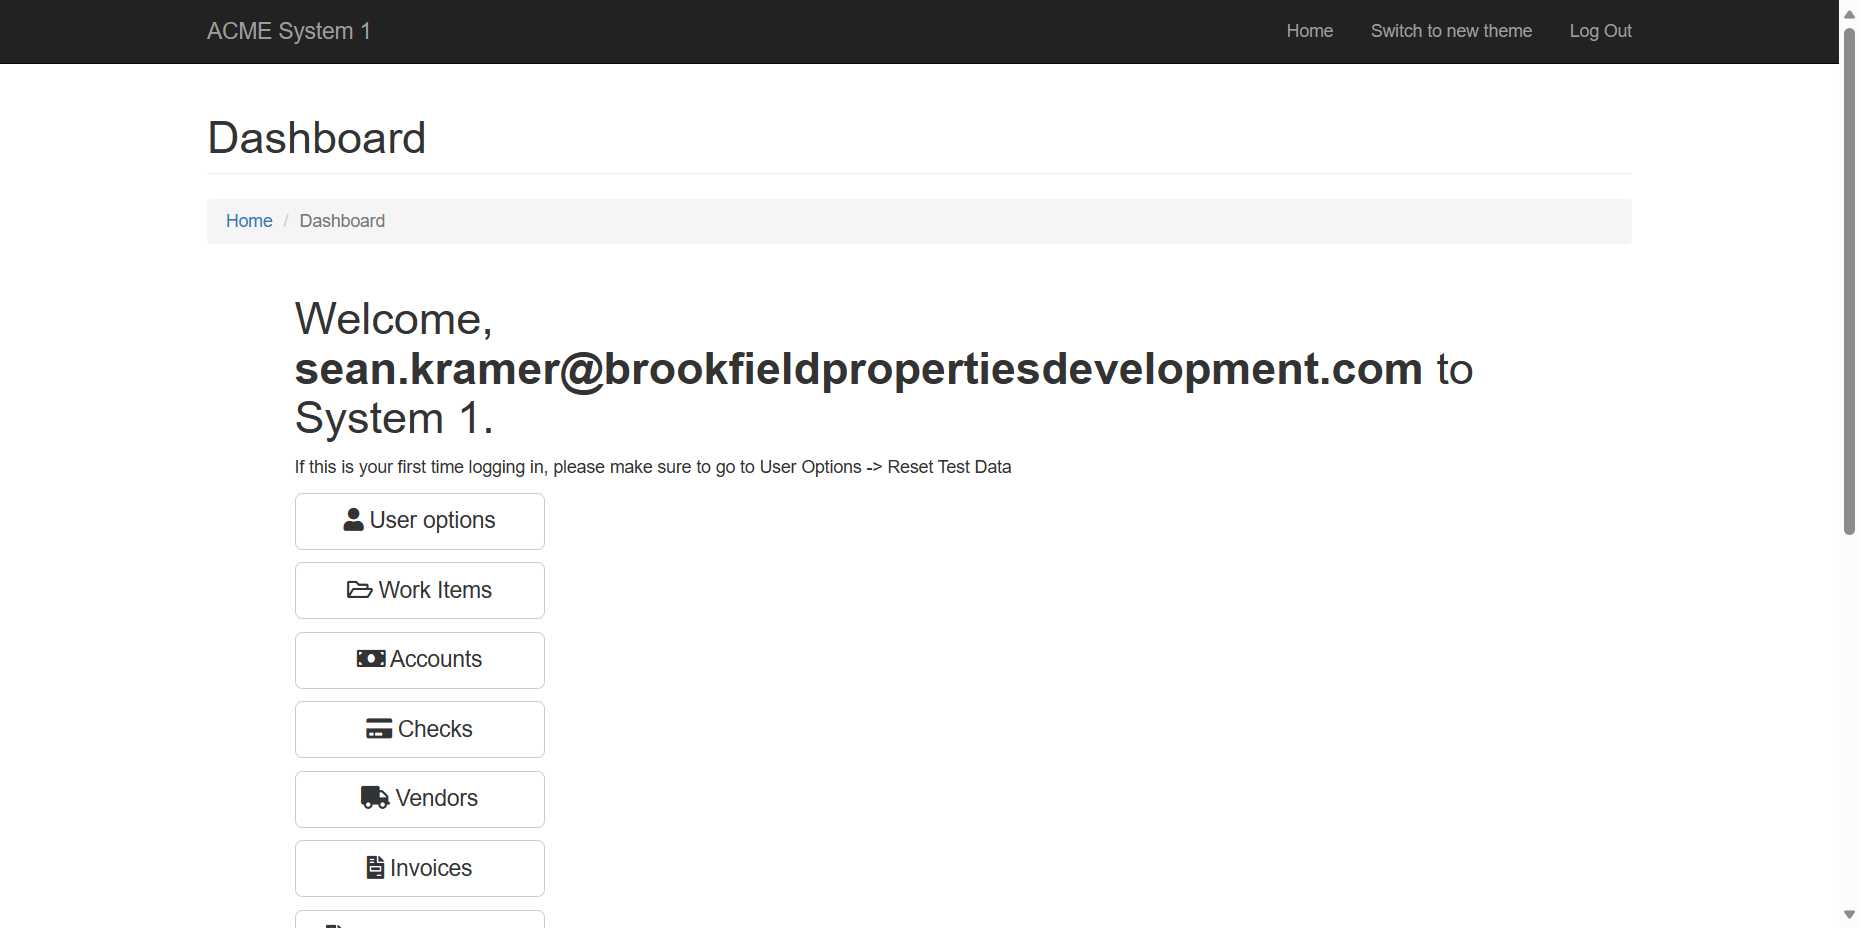 ACME System 1
Home
Switch to new theme
Log Out
Dashboard
Home / Dashboard
Welcome,
sean.kramer@brookfieldpropertiesdevelopment.com to
System 1.
If this is your first time logging in, please make sure to go to User Options -> Reset Test Data
User options
Work Items
Accounts
Checks
Vendors
Invoices